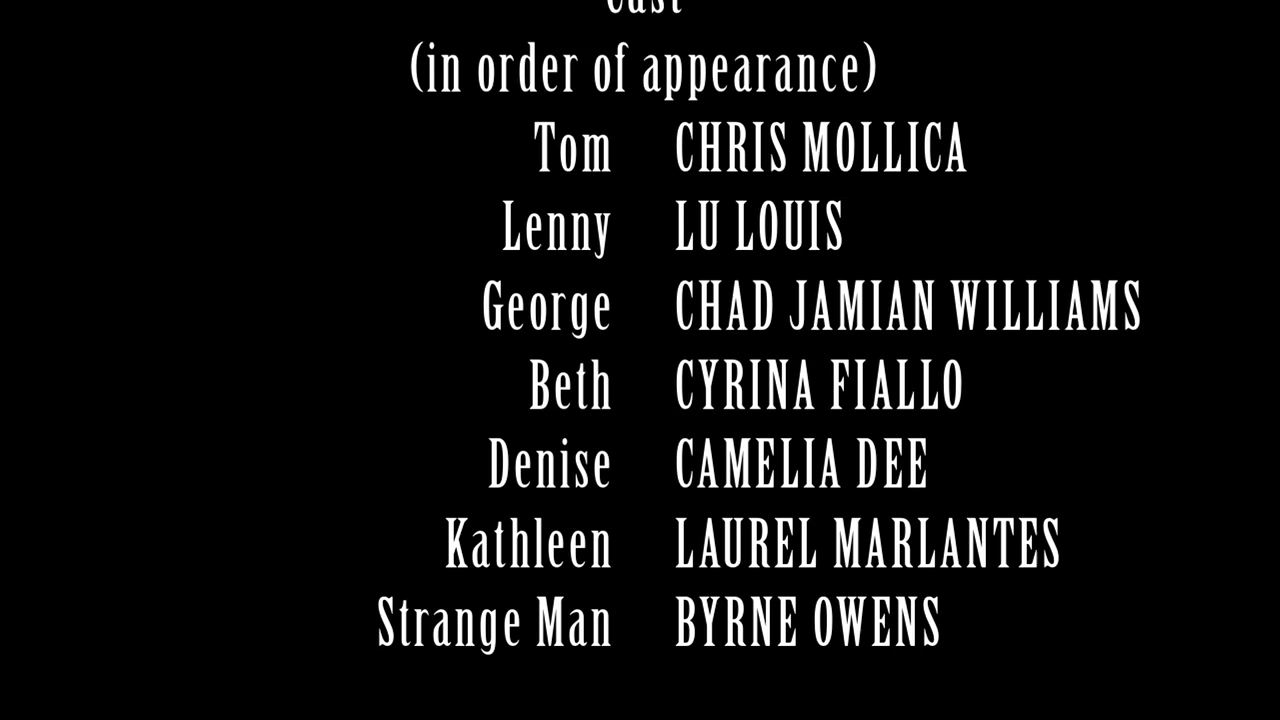 Cast
(in order of appearance)
Tom CHRIS MOLLICA
Lenny LU LOUIS
George CHAD JAMIAN WILLIAMS
Beth CYRINA FIALLO
Denise CAMELIA DEE
Kathleen LAUREL MARLANTES
Strange Man BYRNE OWENS